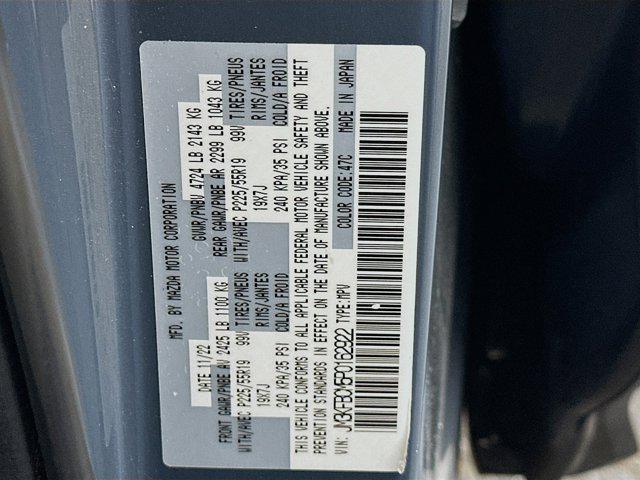 MFD. BY MAZDA MOTOR CORPORATION
DATE 11/22 GVWR/PNBV 4724 LB 2143 KG
FRONT GAWR/PNBE AV 2425 LB 1100 KG REAR GAWR/PNBE AR 2299 LB 1043 KG
WITH/AVEC P225/55R19 99V TIRES/PNEUS WITH/AVEC P225/55R19 99V TIRES/PNEUS
19X7J RIMS/JANTES 19X7J RIMS/JANTES
240 KPA/35 PSI COLD/A FROID 240 KPA/35 PSI COLD/A FROID
THIS VEHICLE CONFORMS TO ALL APPLICABLE FEDERAL MOTOR VEHICLE SAFETY AND THEFT
PREVENTION STANDARDS IN EFFECT ON THE DATE OF MANUFACTURE SHOWN ABOVE.
VIN: JM3KFBCM5P0162922 TYPE:MPV COLOR CODE:47C MADE IN JAPAN